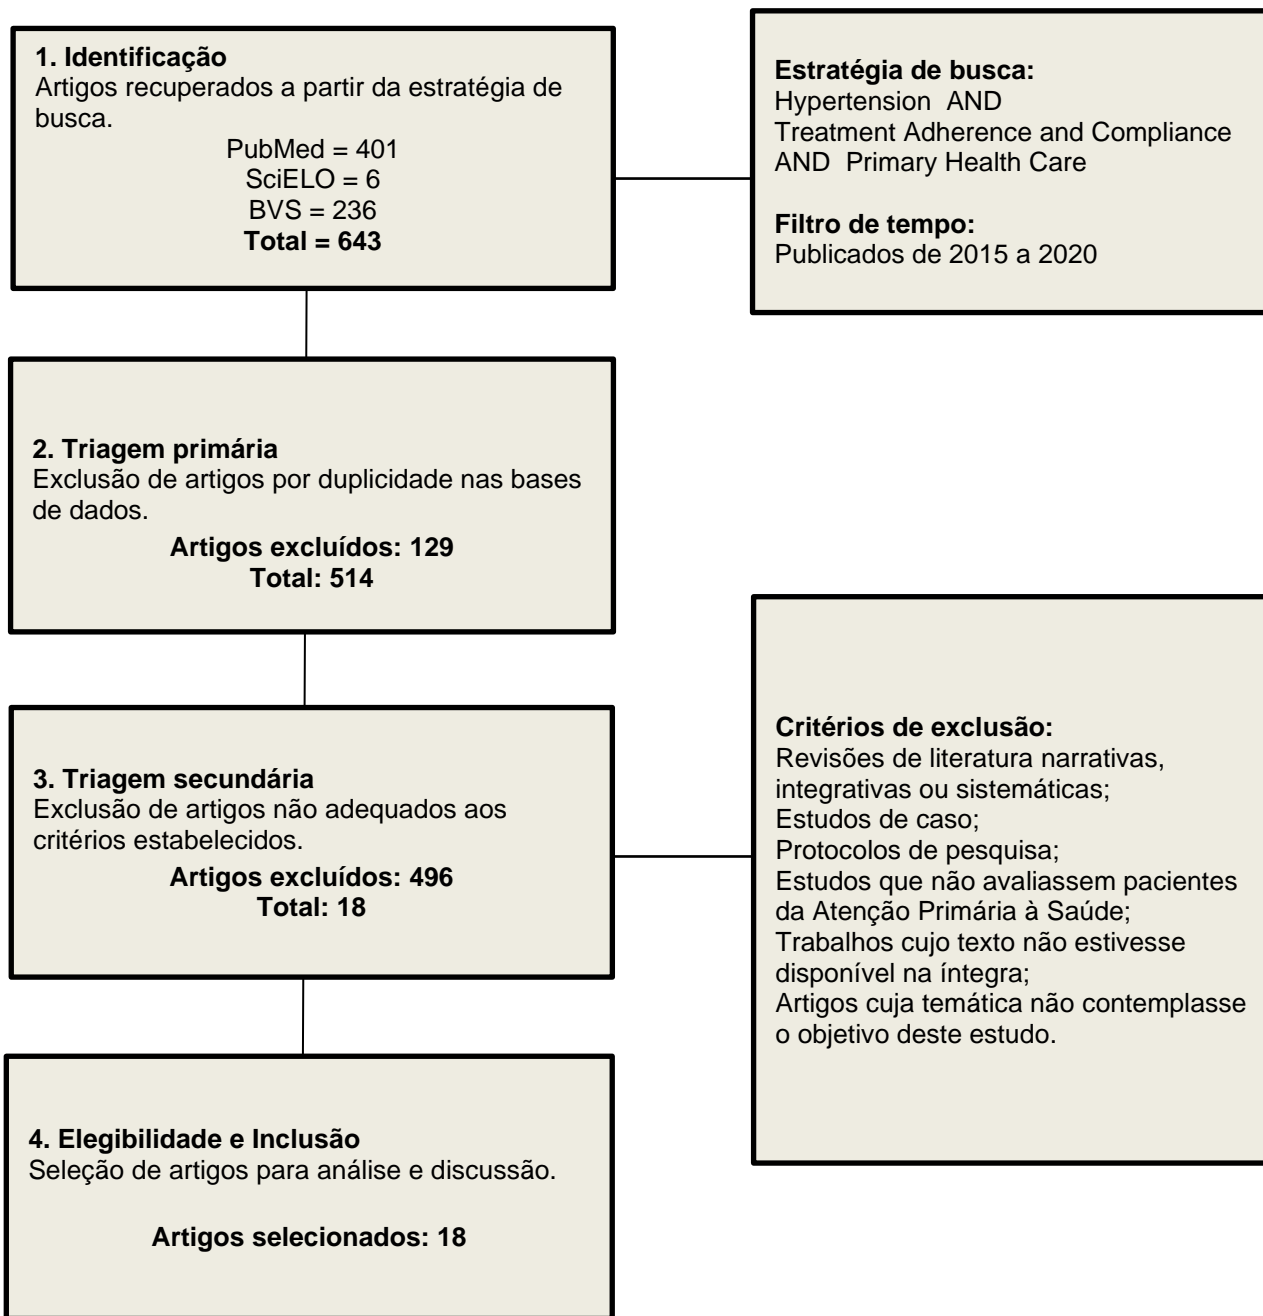 1. Identificação
Artigos recuperados a partir da estratégia de
busca.
PubMed = 401
SciELO = 6
BVS = 236
Total = 643
Estratégia de busca:
Hypertension AND
Treatment Adherence and Compliance
AND Primary Health Care
Filtro de tempo:
Publicados de 2015 a 2020
2. Triagem primária
Exclusão de artigos por duplicidade nas bases
de dados.
Artigos excluídos: 129
Total: 514
3. Triagem secundária
Exclusão de artigos não adequados aos
critérios estabelecidos.
Artigos excluídos: 496
Total: 18
Critérios de exclusão:
Revisões de literatura narrativas,
integrativas ou sistemáticas;
Estudos de caso;
Protocolos de pesquisa;
Estudos que não avaliassem pacientes
da Atenção Primária à Saúde;
Trabalhos cujo texto não estivesse
disponível na íntegra;
Artigos cuja temática não contemplasse
o objetivo deste estudo.
4. Elegibilidade e Inclusão
Seleção de artigos para análise e discussão.
Artigos selecionados: 18